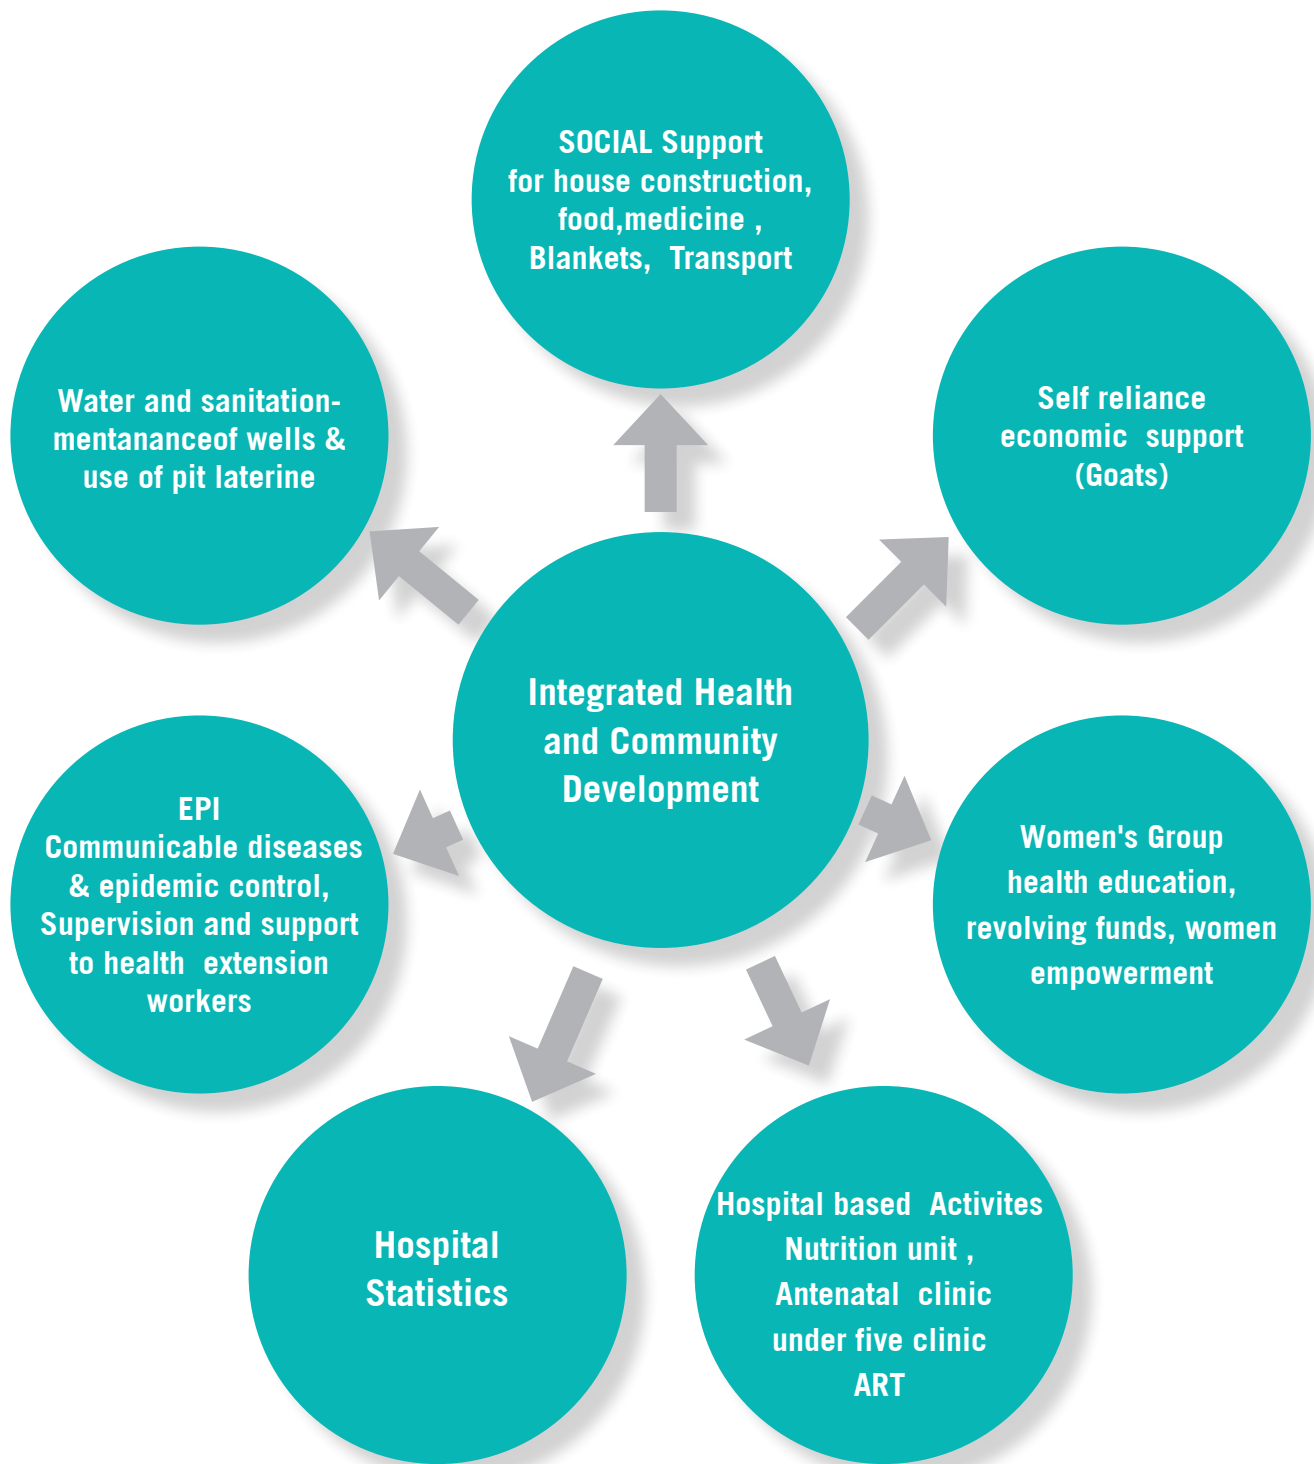 SOCIAL Support
for house construction,
food,medicine ,
Blankets, Transport
Water and sanitation-
mentananceof wells &
use of pit laterine
Self reliance
economic support
(Goats)
Integrated Health
and Community
Development
EPI
Communicable diseases
& epidemic control,
Supervision and support
to health extension
workers
Women's Group
health education,
revolving funds, women
empowerment
Hospital
Statistics
Hospital based Activites
Nutrition unit ,
Antenatal clinic
under five clinic
ART